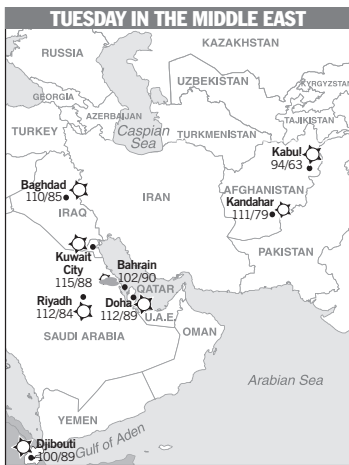 TUESDAY IN THE MIDDLE EAST
KAZAKHSTAN
RUSSIA
UZBEKISTAN
GEORGIA
KYRGYZSTAN
AZERBAIJAN
TAJIKISTAN
TURKEY
Caspian
Sea
TURKMENISTAN
Kabul
94/63
Baghdad
110/85
IRAN
AFGHANISTAN
Kandahar
111/79
IRAQ
PAKISTAN
Kuwait
City
115/88
Bahrain
102/90
QATAR
Riyadh
112/84
Doha
112/89
U.A.E.
SAUDI ARABIA
OMAN
Arabian Sea
YEMEN
Gulf of Aden
Djibouti
100/89